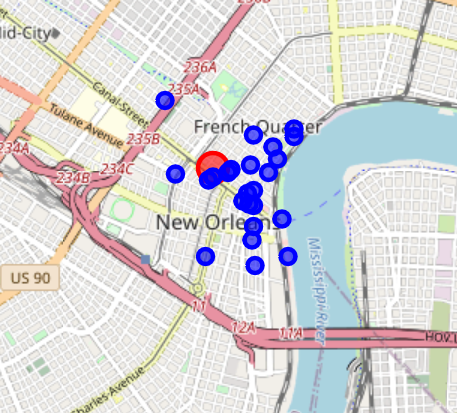 236B
Mid-City
236A
235A
Canal-Street
French Quarter
Tulane Avenue
235B
234A
234C
234B
New Orleans
US 90
Mississippi-River
11
12A
11A
HOV
Charles Avenue